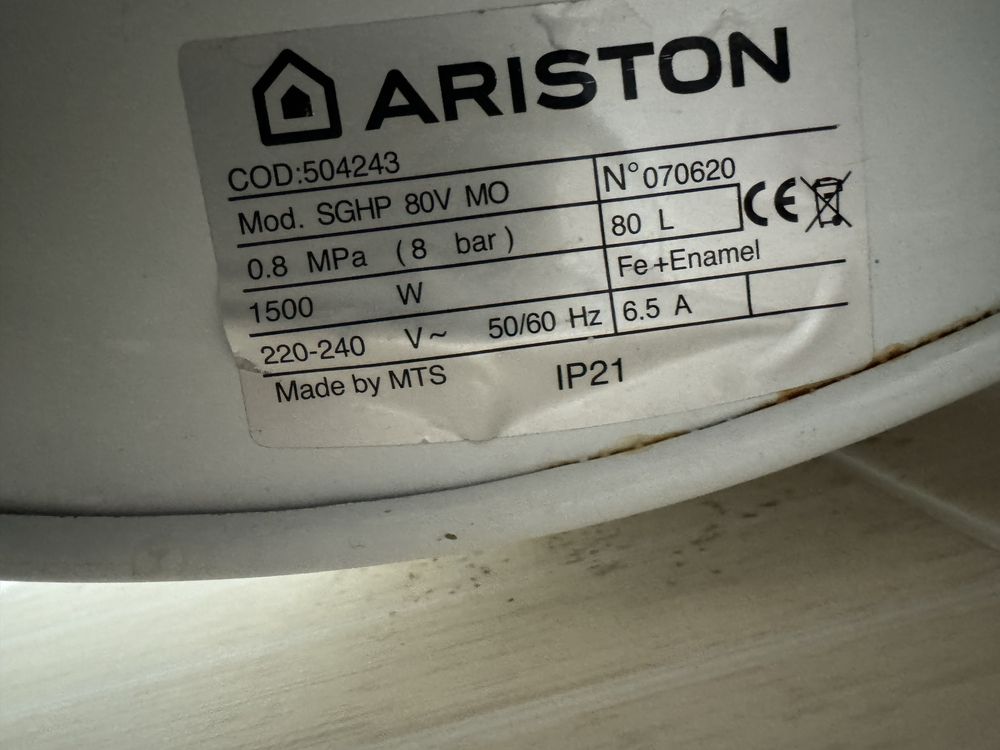 ARISTON
COD:504243
N° 070620
Mod. SGHP 80V MO
80 L
CE
0.8 MPa (8 bar)
Fe+Enamel
1500 W
6.5 A
220-240 V~ 50/60 Hz
Made by MTS
IP21